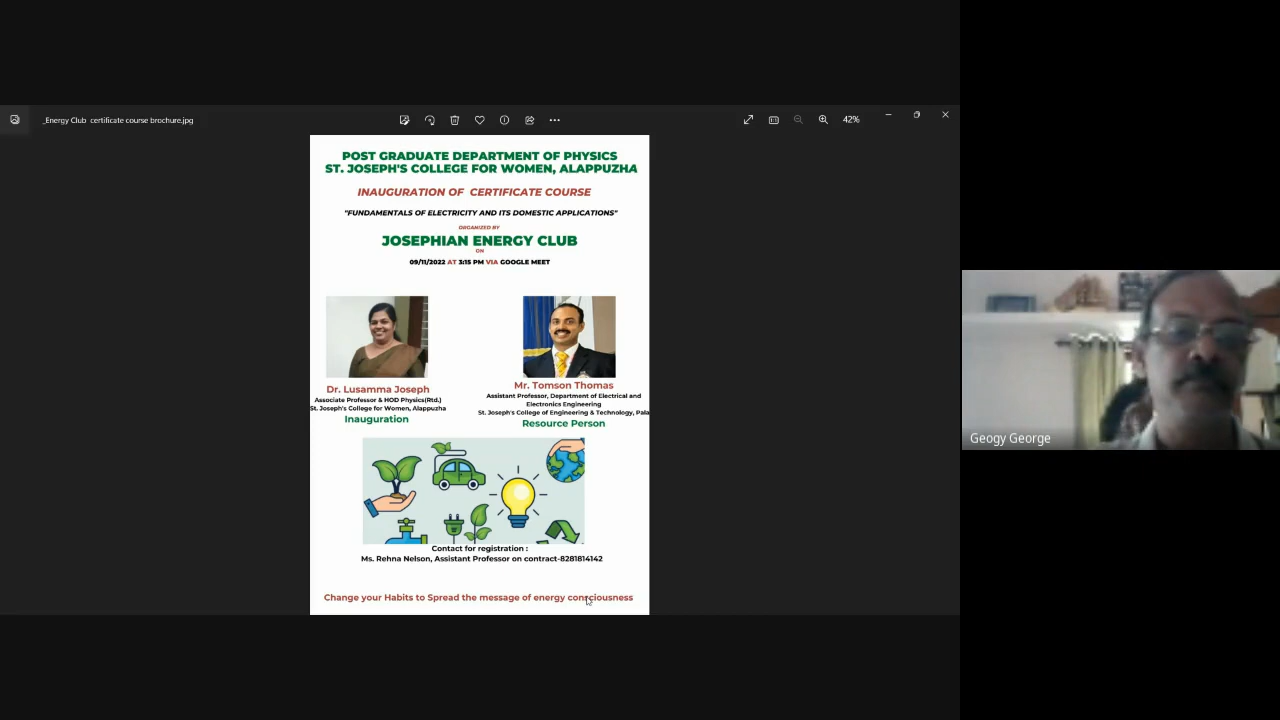 _Energy Club certificate course brochure.jpg
42%
POST GRADUATE DEPARTMENT OF PHYSICS
ST. JOSEPH'S COLLEGE FOR WOMEN, ALAPPUZHA
INAUGURATION OF CERTIFICATE COURSE
"FUNDAMENTALS OF ELECTRICITY AND ITS DOMESTIC APPLICATIONS"
ORGANIZED BY
JOSEPHIAN ENERGY CLUB
ON
09/11/2022 AT 3:15 PM VIA GOOGLE MEET
Dr. Lusamma Joseph
Associate Professor & HOD Physics(Rtd.)
St. Joseph's College for Women, Alappuzha
Inauguration
Mr. Tomson Thomas
Assistant Professor, Department of Electrical and
Electronics Engineering
St. Joseph's College of Engineering & Technology, Pala
Resource Person
Contact for registration :
Ms. Rehna Nelson, Assistant Professor on contract-8281814142
Change your Habits to Spread the message of energy consciousness
Geogy George